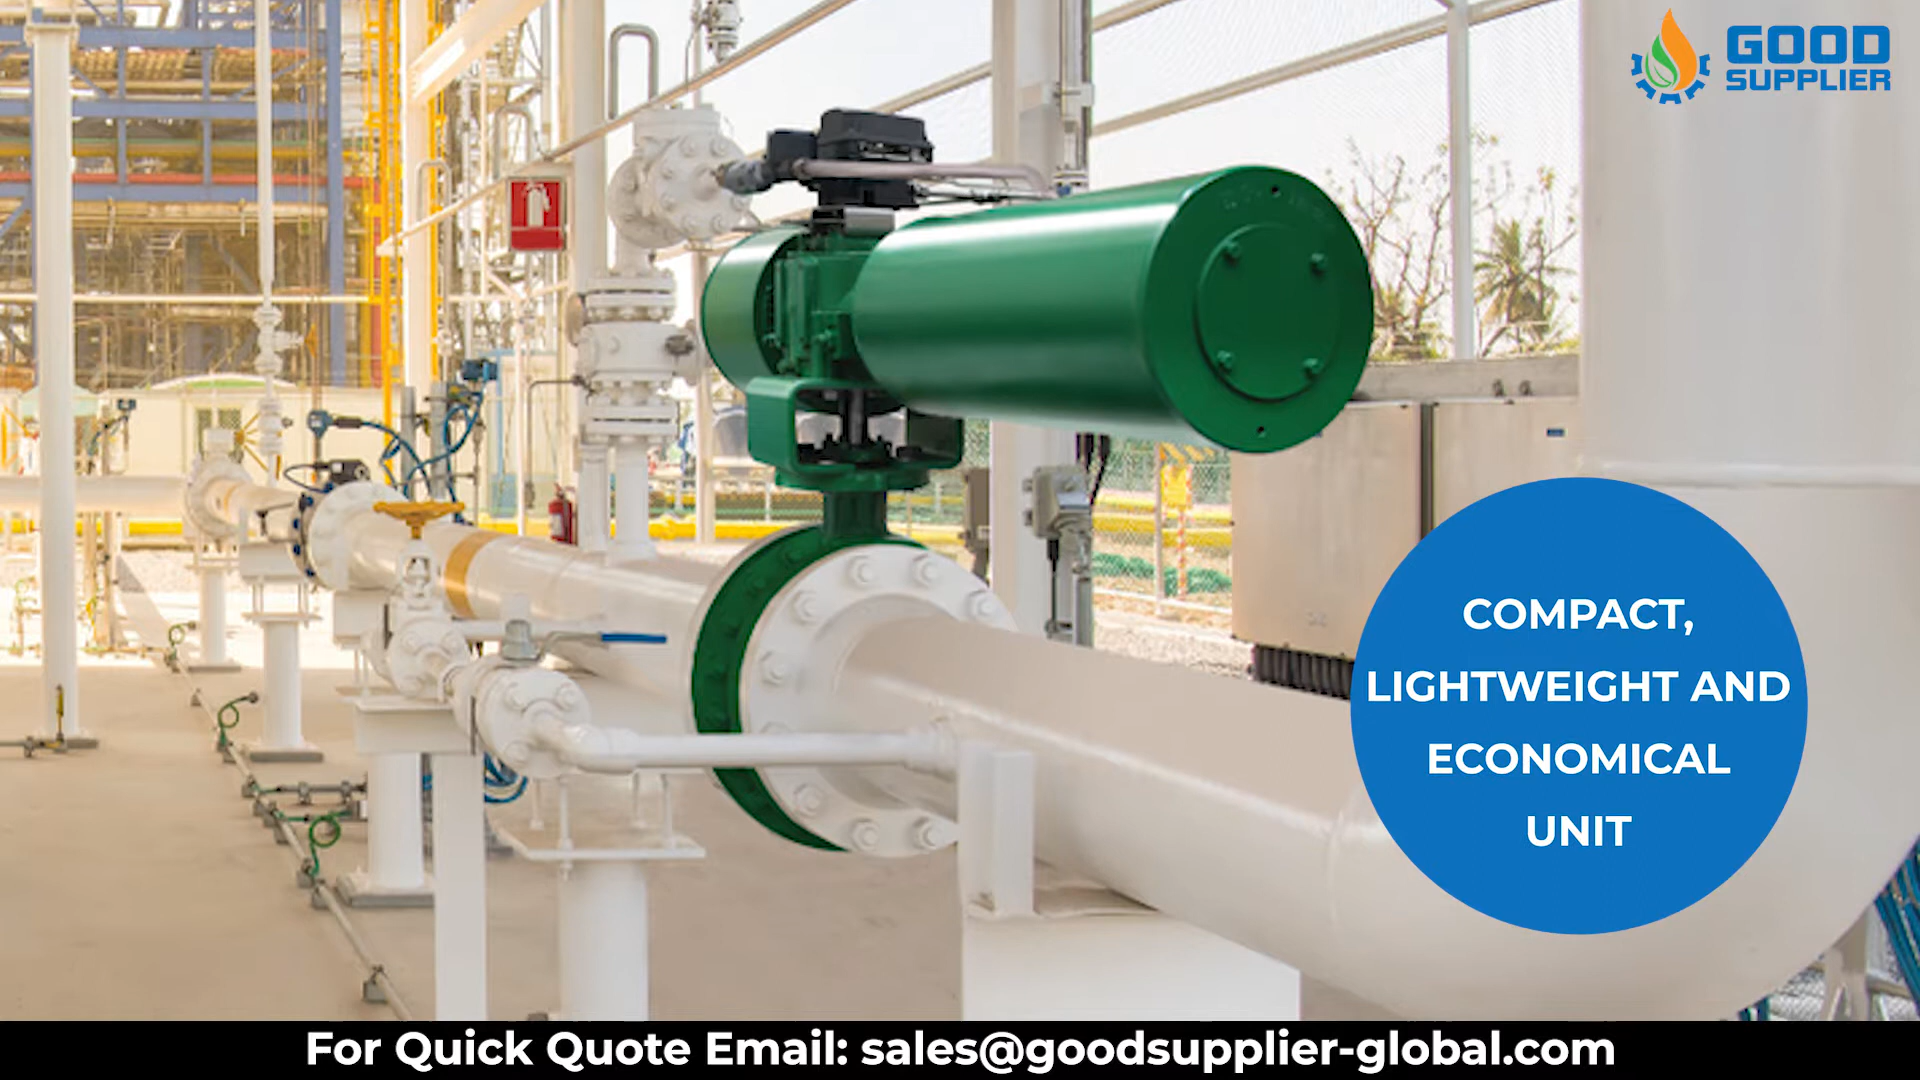 GOOD
SUPPLIER
COMPACT,
LIGHTWEIGHT AND
ECONOMICAL
UNIT
For Quick Quote Email: sales@goodsupplier-global.com